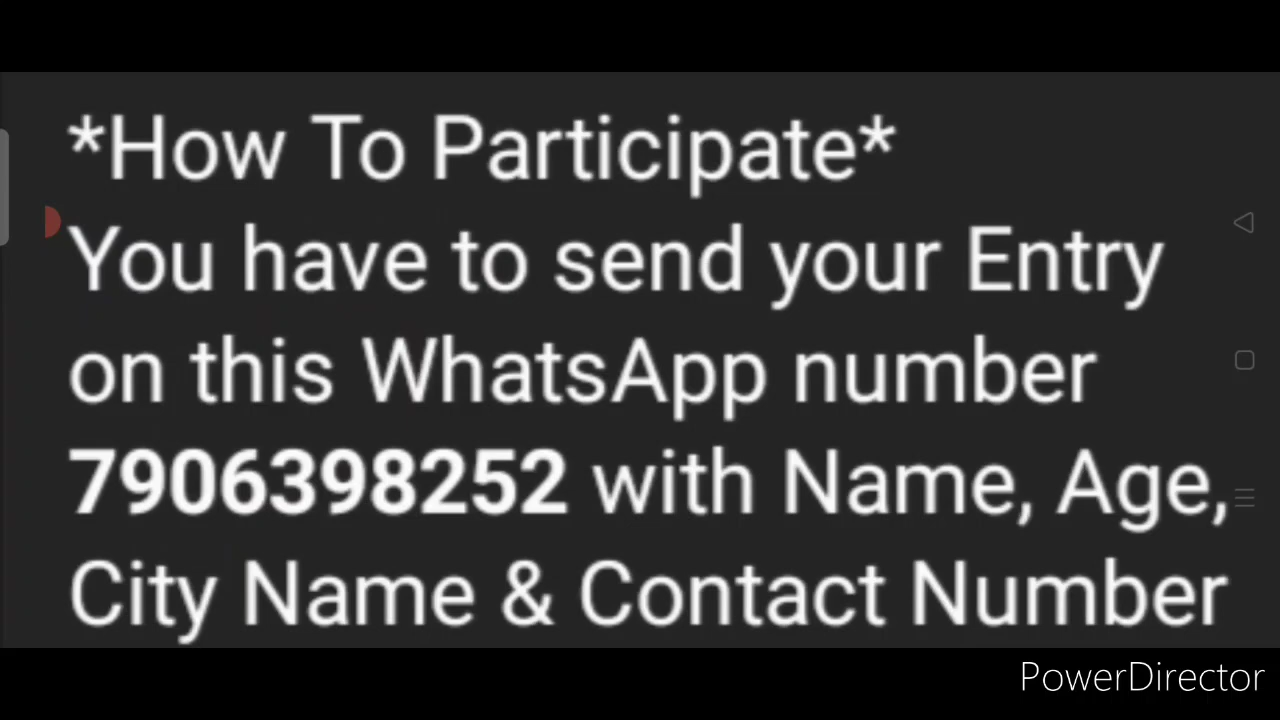 *How To Participate*
You have to send your Entry
on this WhatsApp number
7906398252 with Name, Age,
City Name & Contact Number
PowerDirector